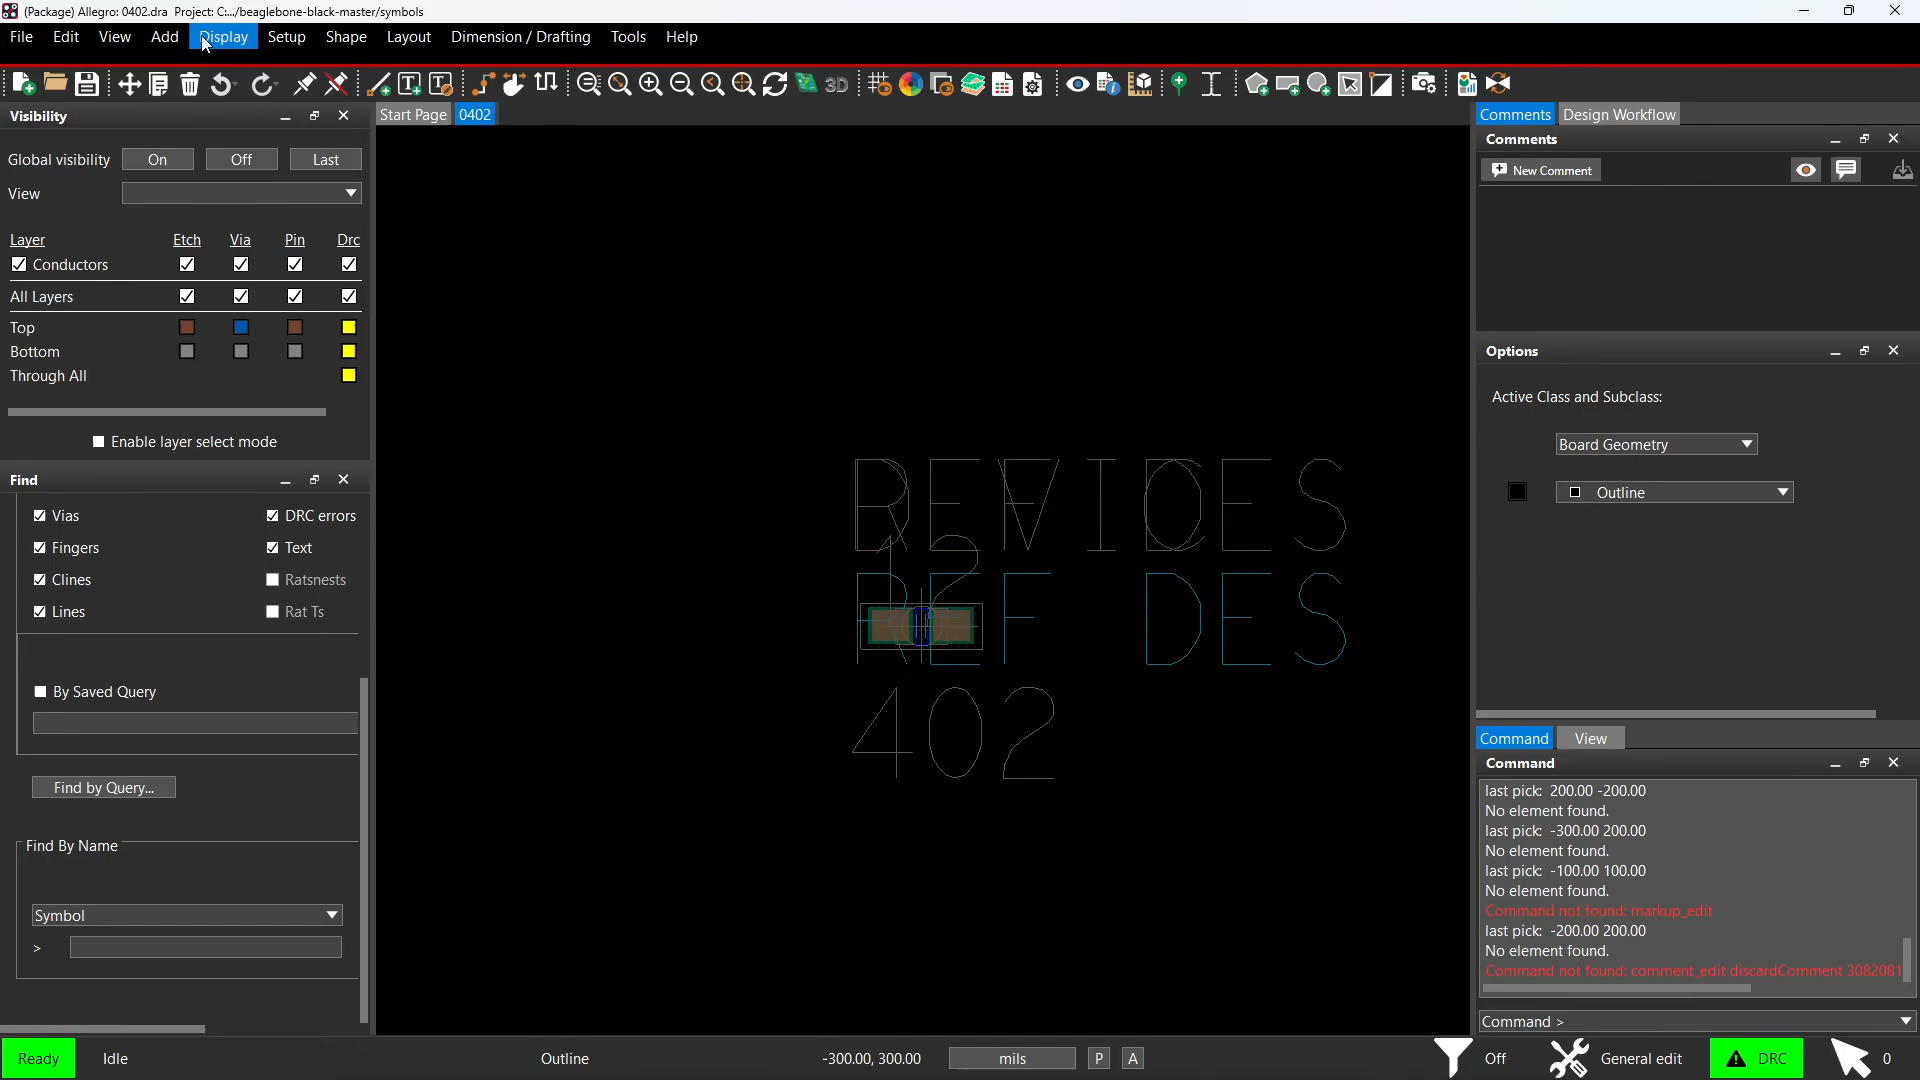 (Package) Allegro: 0402.dra Project: C:.../beaglebone-black-master/symbols
File Edit View Add Display Setup Shape Layout Dimension / Drafting Tools Help
3D
Visibility
Global visibility On Off Last
View
Layer Etch Via Pin Drc
Conductors
All Layers
Top
Bottom
Through All
Enable layer select mode
Find
Vias DRC errors
Fingers Text
Clines Ratsnests
Lines Rat Ts
By Saved Query
Find by Query...
Find By Name
Symbol
>
Start Page 0402
REF DES
402
Comments Design Workflow
Comments
New Comment
Options
Active Class and Subclass:
Board Geometry
Outline
Command View
Command
last pick: 200.00 -200.00
No element found.
last pick: -300.00 200.00
No element found.
last pick: -100.00 100.00
No element found.
Command not found: markup_edit
last pick: -200.00 200.00
No element found.
Command not found: comment_edit discardComment 3082081
Command >
Ready Idle Outline -300.00, 300.00 mils P A Off General edit DRC 0